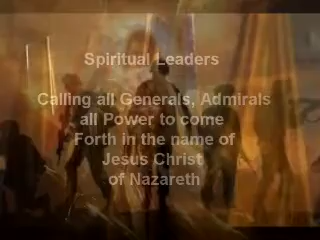 Spiritual Leaders
Calling all Generals, Admirals
all Power to come
Forth in the name of
Jesus Christ
of Nazareth